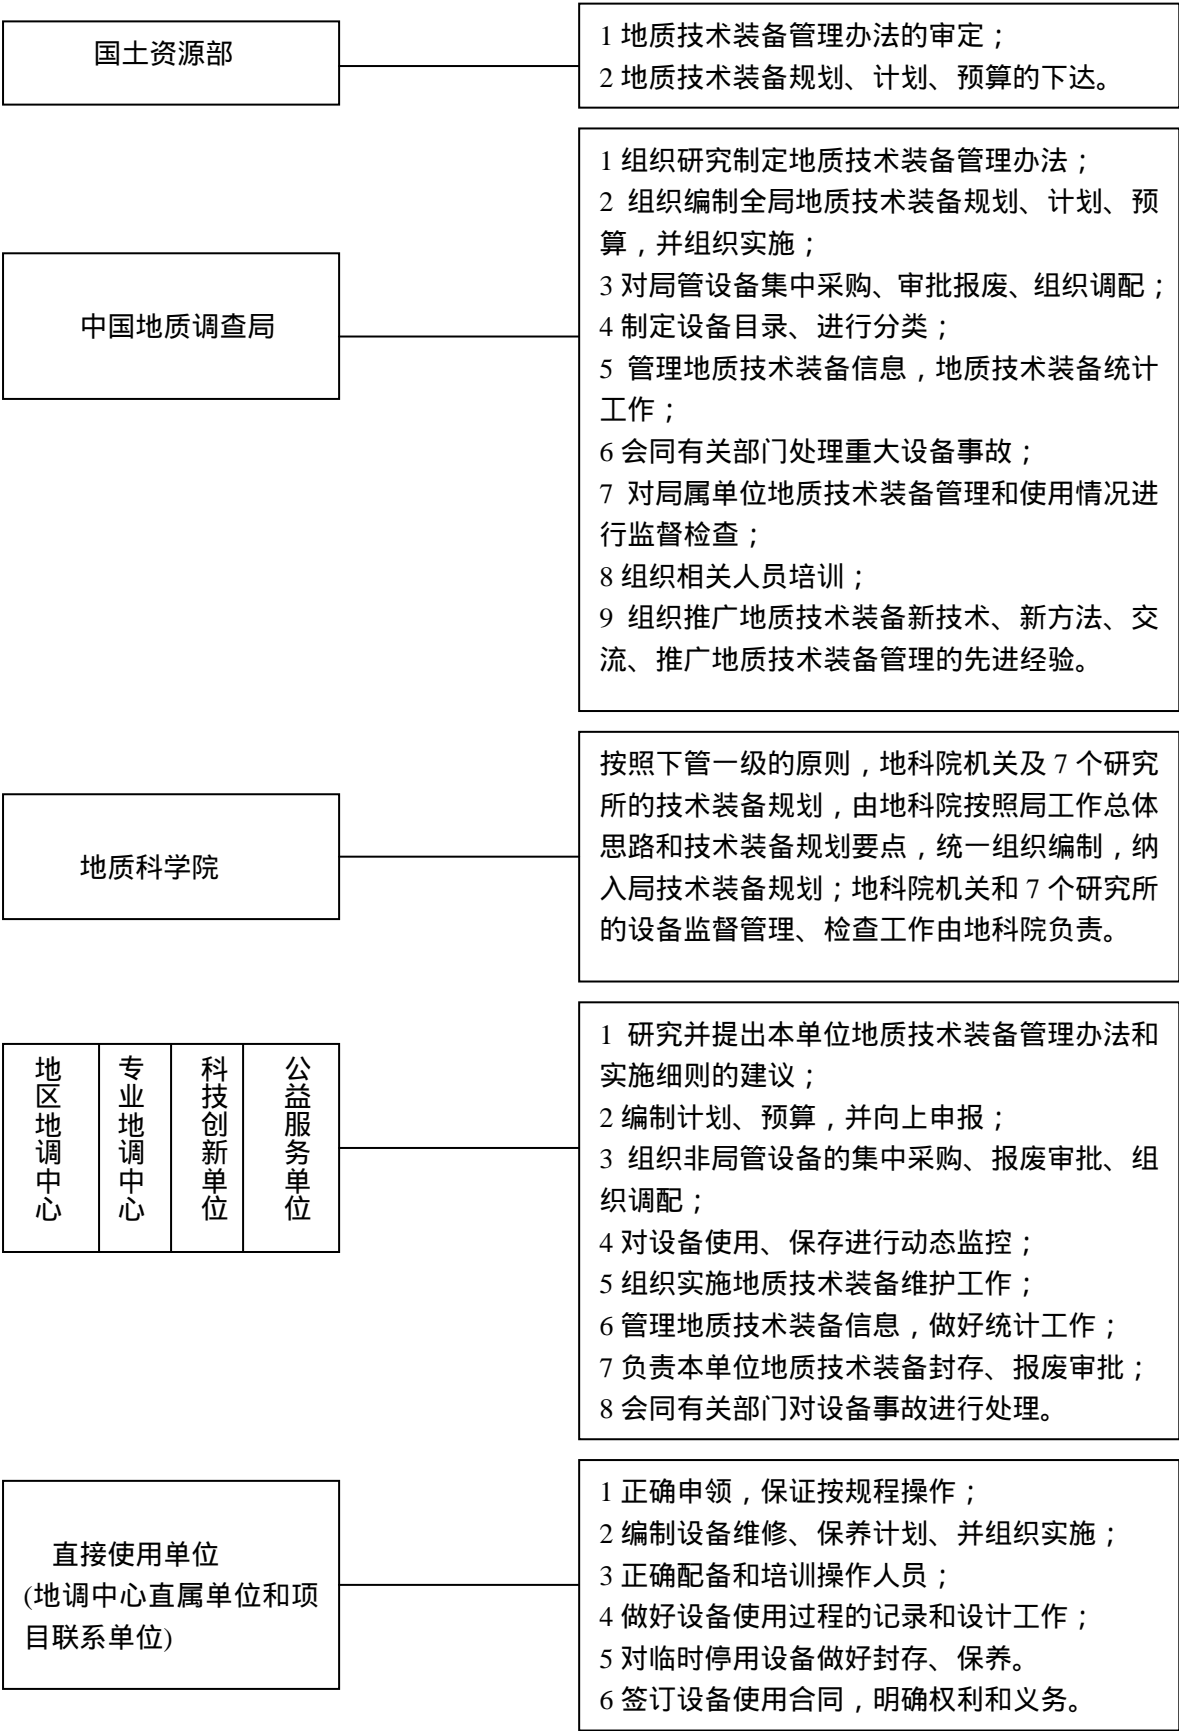 国土资源部
1 地质技术装备管理办法的审定；
2 地质技术装备规划、计划、预算的下达。
中国地质调查局
1 组织研究制定地质技术装备管理办法；
2 组织编制全局地质技术装备规划、计划、预
算，并组织实施；
3 对局管设备集中采购、审批报废、组织调配；
4 制定设备目录、进行分类；
5 管理地质技术装备信息，地质技术装备统计
工作；
6 会同有关部门处理重大设备事故；
7 对局属单位地质技术装备管理和使用情况进
行监督检查；
8 组织相关人员培训；
9 组织推广地质技术装备新技术、新方法、交
流、推广地质技术装备管理的先进经验。
地质科学院
按照下管一级的原则，地科院机关及 7 个研究
所的技术装备规划，由地科院按照局工作总体
思路和技术装备规划要点，统一组织编制，纳
入局技术装备规划；地科院机关和 7 个研究所
的设备监督管理、检查工作由地科院负责。
地区地调中心
专业地调中心
科技创新单位
公益服务单位
1 研究并提出本单位地质技术装备管理办法和
实施细则的建议；
2 编制计划、预算，并向上申报；
3 组织非局管设备的集中采购、报废审批、组
织调配；
4 对设备使用、保存进行动态监控；
5 组织实施地质技术装备维护工作；
6 管理地质技术装备信息，做好统计工作；
7 负责本单位地质技术装备封存、报废审批；
8 会同有关部门对设备事故进行处理。
直接使用单位
(地调中心直属单位和项
目联系单位)
1 正确申领，保证按规程操作；
2 编制设备维修、保养计划、并组织实施；
3 正确配备和培训操作人员；
4 做好设备使用过程的记录和设计工作；
5 对临时停用设备做好封存、保养。
6 签订设备使用合同，明确权利和义务。